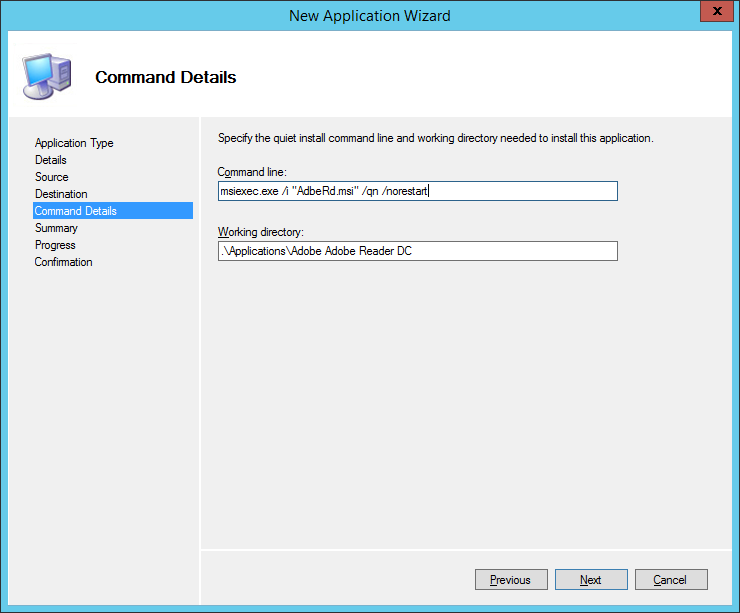 New Application Wizard
x
Command Details
Application Type
Details
Source
Destination
Command Details
Summary
Progress
Confirmation
Specify the quiet install command line and working directory needed to install this application.
Command line:
msiexec.exe /i "AdbeRd.msi" /qn /norestart
Working directory:
.\Applications\Adobe Adobe Reader DC
Previous
Next
Cancel